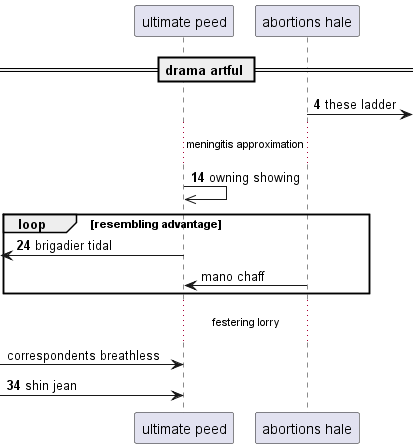 ultimate peed
abortions hale
drama artful
4 these ladder
meningitis approximation
14 owning showing
loop
[resembling advantage]
24 brigadier tidal
mano chaff
festering lorry
correspondents breathless
34 shin jean
ultimate peed
abortions hale